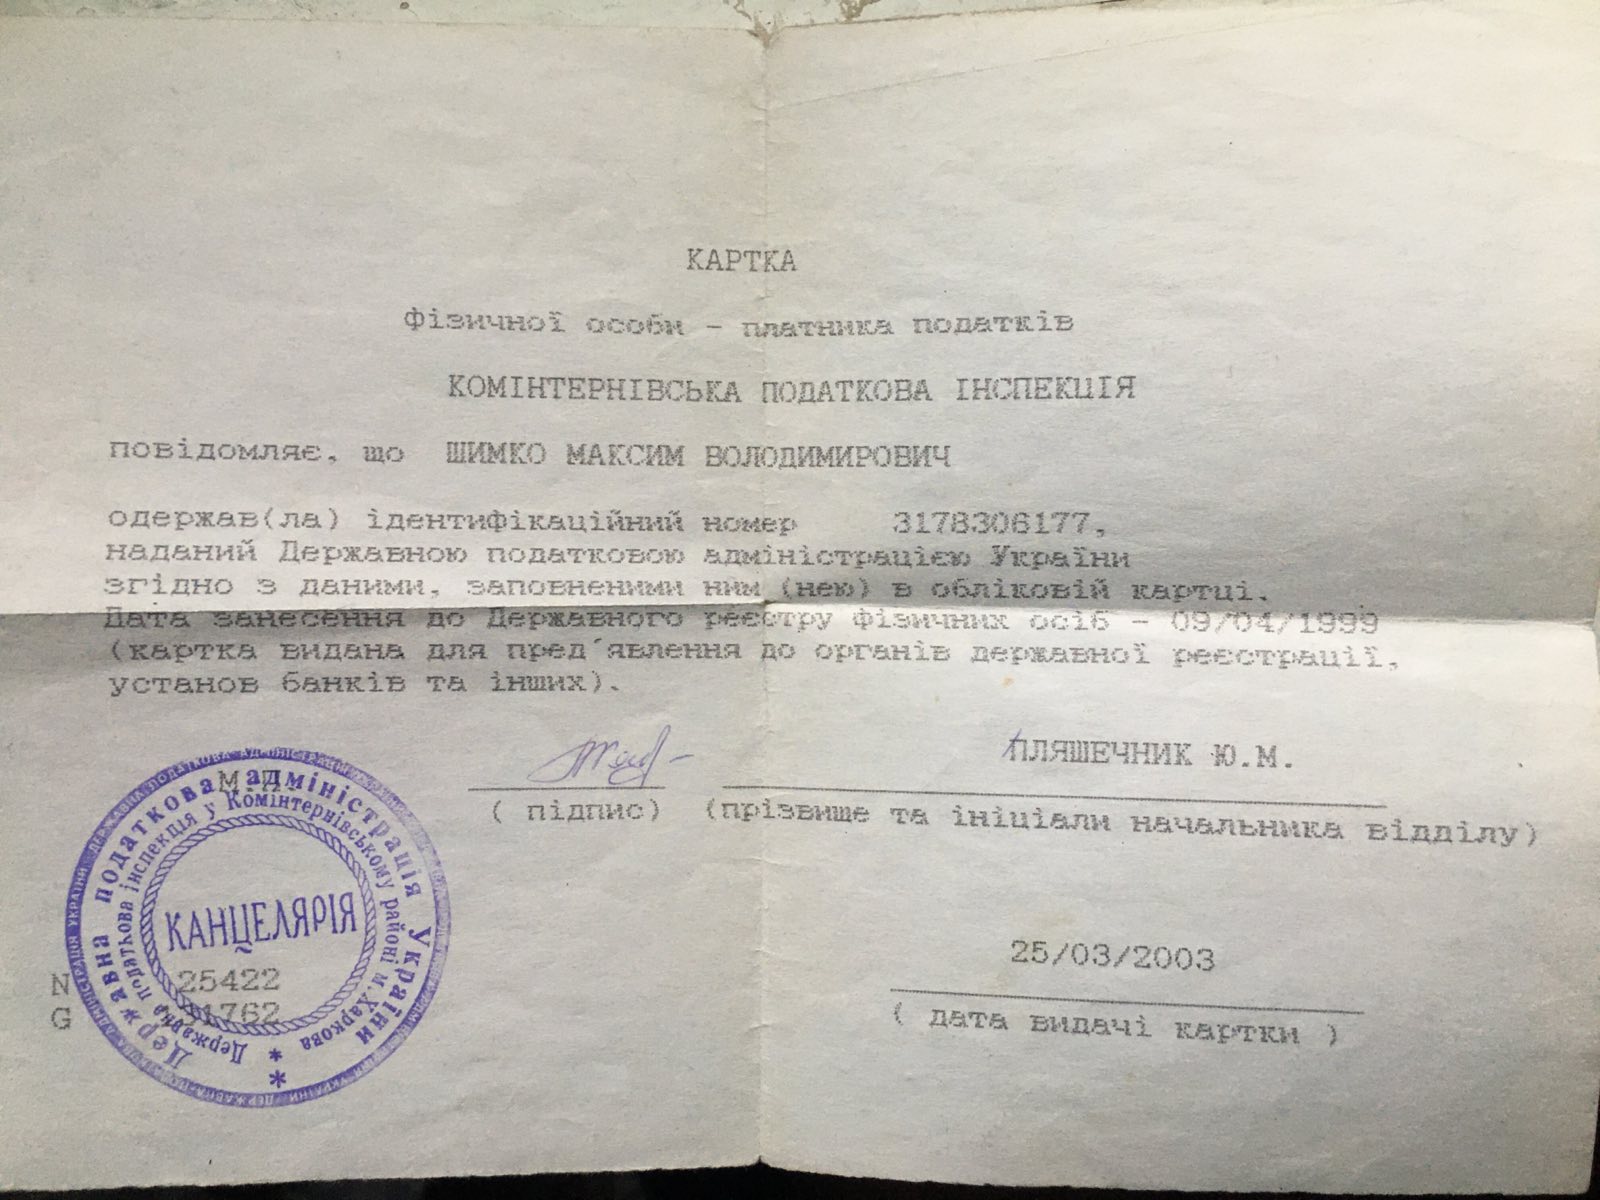 КАРТКА
фізичної особи - платника податків
КОМІНТЕРНІВСЬКА ПОДАТКОВА ІНСПЕКЦІЯ
повідомляє, що ШИМКО МАКСИМ ВОЛОДИМИРОВИЧ
одержав(ла) ідентифікаційний номер 3178306177,
наданий Державною податковою адміністрацією України
згідно з даними, заповненими ним (нею) в обліковій картці.
Дата занесення до Державного реєстру фізичних осіб - 09/04/1999
(картка видана для пред´явлення до органів державної реєстрації,
установ банків та інших).
М.П.
ПЛЯШЕЧНИК Ю.М.
( підпис) (прізвище та ініціали начальника відділу)
Державна податкова адміністрація України
Державна податкова інспекція у Комінтернівському районі м.Харкова
КАНЦЕЛЯРІЯ
25/03/2003
( дата видачі картки )
N 25422
G